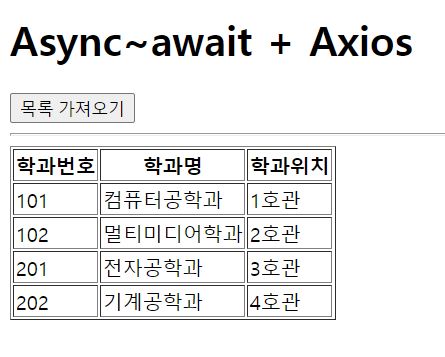 Async~await + Axios
목록 가져오기
학과번호 학과명 학과위치
101 컴퓨터공학과 1호관
102 멀티미디어학과 2호관
201 전자공학과 3호관
202 기계공학과 4호관